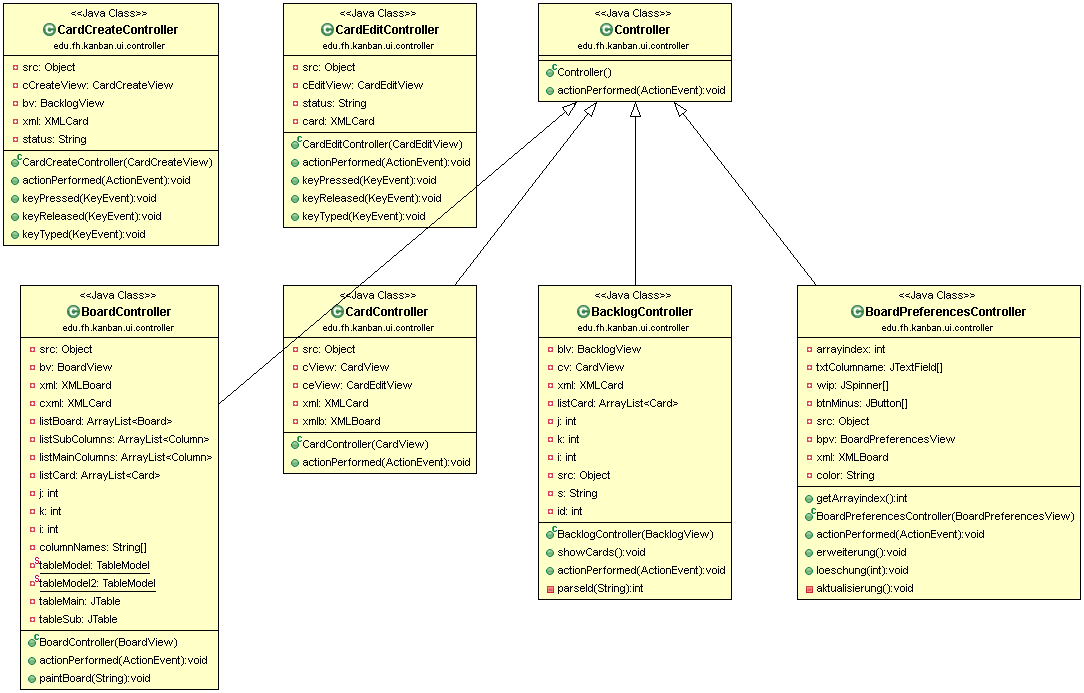 <<Java Class>>
CardCreateController
edu.fh.kanban.ui.controller
src: Object
cCreateView: CardCreateView
bv: BacklogView
xml: XMLCard
status: String
CardCreateController(CardCreateView)
actionPerformed(ActionEvent):void
keyPressed(KeyEvent):void
keyReleased(KeyEvent):void
keyTyped(KeyEvent):void
<<Java Class>>
CardEditController
edu.fh.kanban.ui.controller
src: Object
cEditView: CardEditView
status: String
card: XMLCard
CardEditController(CardEditView)
actionPerformed(ActionEvent):void
keyPressed(KeyEvent):void
keyReleased(KeyEvent):void
keyTyped(KeyEvent):void
<<Java Class>>
Controller
edu.fh.kanban.ui.controller
Controller()
actionPerformed(ActionEvent):void
<<Java Class>>
BoardController
edu.fh.kanban.ui.controller
src: Object
bv: BoardView
xml: XMLBoard
cxml: XMLCard
listBoard: ArrayList<Board>
listSubColumns: ArrayList<Column>
listMainColumns: ArrayList<Column>
listCard: ArrayList<Card>
j: int
k: int
i: int
columnNames: String[]
tableModel: TableModel
tableModel2: TableModel
tableMain: JTable
tableSub: JTable
BoardController(BoardView)
actionPerformed(ActionEvent):void
paintBoard(String):void
<<Java Class>>
CardController
edu.fh.kanban.ui.controller
src: Object
cView: CardView
ceView: CardEditView
xml: XMLCard
xmlb: XMLBoard
CardController(CardView)
actionPerformed(ActionEvent):void
<<Java Class>>
BacklogController
edu.fh.kanban.ui.controller
blv: BacklogView
cv: CardView
xml: XMLCard
listCard: ArrayList<Card>
j: int
k: int
i: int
src: Object
s: String
id: int
BacklogController(BacklogView)
showCards():void
actionPerformed(ActionEvent):void
parseId(String):int
<<Java Class>>
BoardPreferencesController
edu.fh.kanban.ui.controller
arrayindex: int
txtColumname: JTextField[]
wip: JSpinner[]
btnMinus: JButton[]
src: Object
bpv: BoardPreferencesView
xml: XMLBoard
color: String
getArrayindex():int
BoardPreferencesController(BoardPreferencesView)
actionPerformed(ActionEvent):void
erweiterung():void
loeschung(int):void
aktualisierung():void